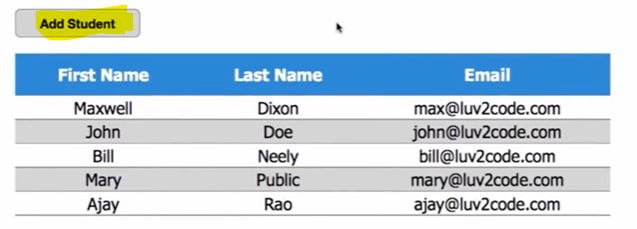 Add Student
First Name Last Name Email
Maxwell Dixon max@luv2code.com
John Doe john@luv2code.com
Bill Neely bill@luv2code.com
Mary Public mary@luv2code.com
Ajay Rao ajay@luv2code.com